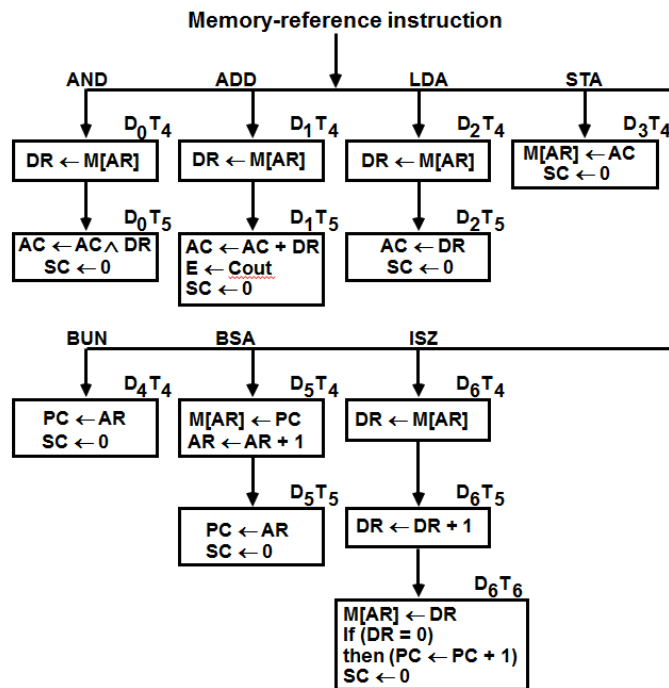 Memory-reference instruction
AND ADD LDA STA
D0T4 D1T4 D2T4 D3T4
DR ← M[AR]
DR ← M[AR]
DR ← M[AR]
M[AR] ← AC
SC ← 0
D0T5 D1T5 D2T5
AC ← AC ∧ DR
SC ← 0
AC ← AC + DR
E ← Cout
SC ← 0
AC ← DR
SC ← 0
BUN BSA ISZ
D4T4 D5T4 D6T4
PC ← AR
SC ← 0
M[AR] ← PC
AR ← AR + 1
DR ← M[AR]
D5T5 D6T5
PC ← AR
SC ← 0
DR ← DR + 1
D6T6
M[AR] ← DR
If (DR = 0)
then (PC ← PC + 1)
SC ← 0